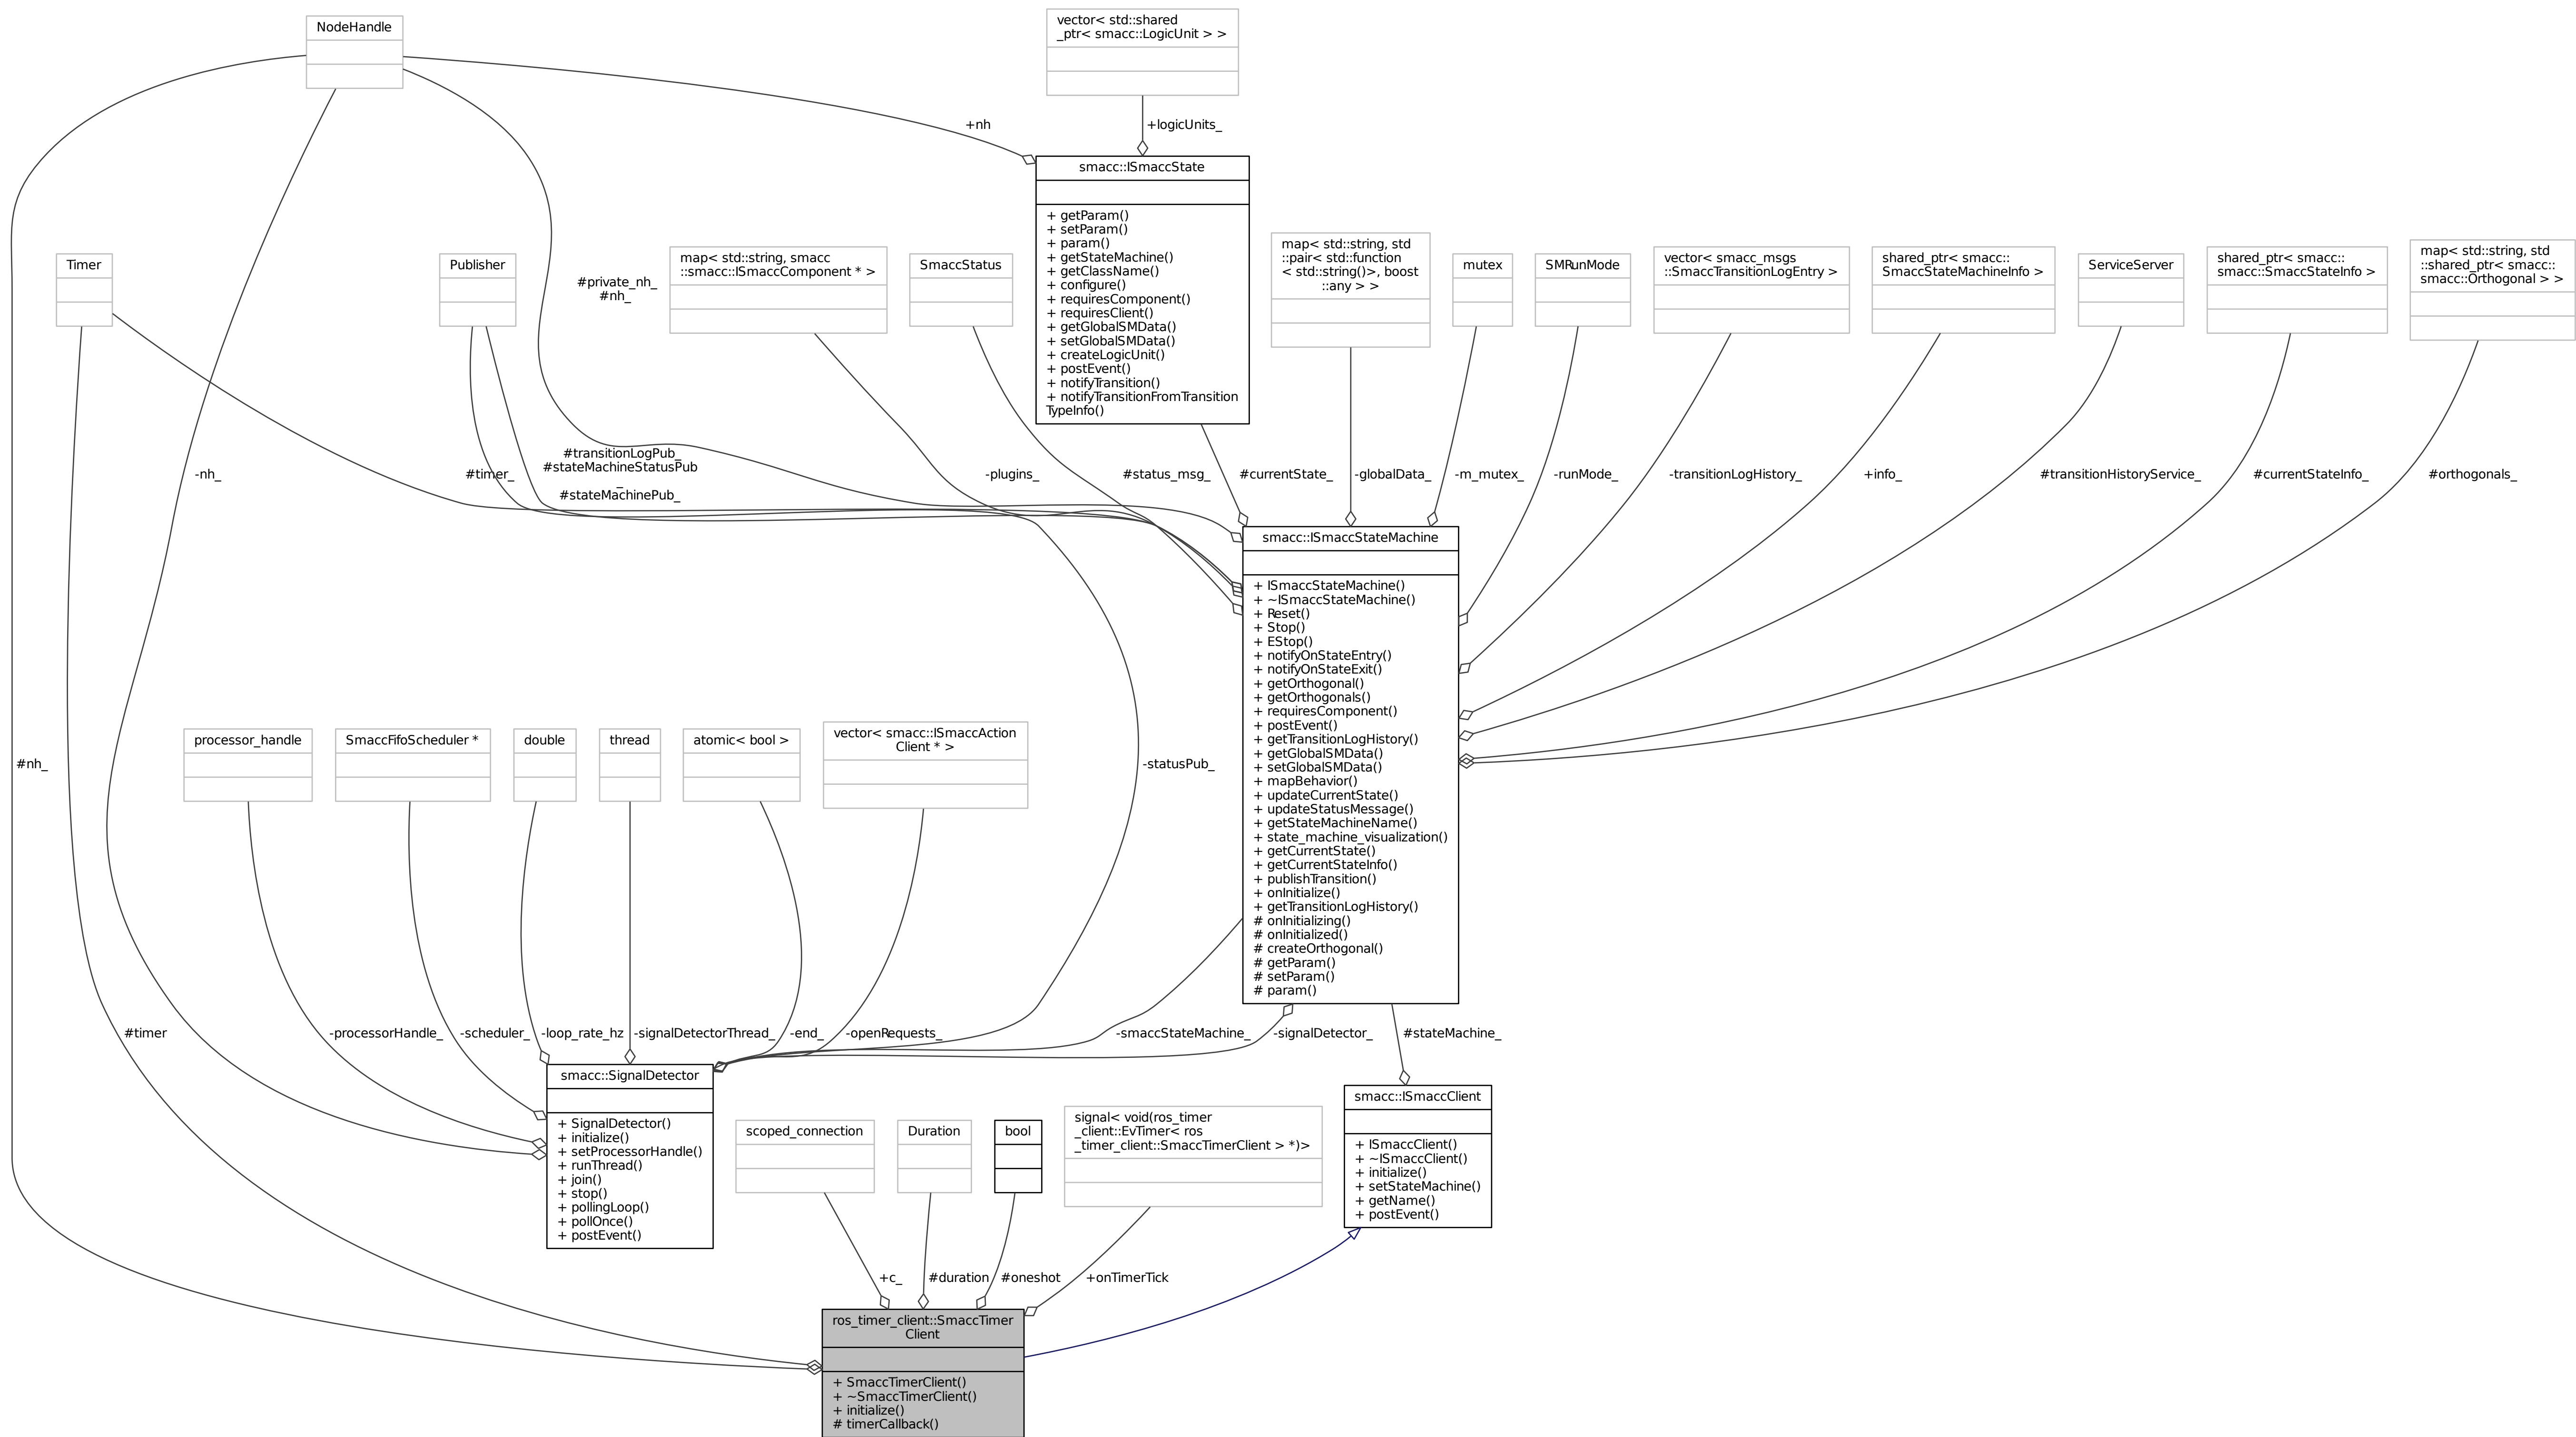 NodeHandle
vector< std::shared
_ptr< smacc::LogicUnit > >
+nh
+logicUnits_
smacc::ISmaccState
+ getParam()
+ setParam()
+ param()
+ getStateMachine()
+ getClassName()
+ configure()
+ requiresComponent()
+ requiresClient()
+ getGlobalSMData()
+ setGlobalSMData()
+ createLogicUnit()
+ postEvent()
+ notifyTransition()
+ notifyTransitionFromTransition
TypeInfo()
Timer
Publisher
#private_nh_
#nh_
map< std::string, smacc
::smacc::ISmaccComponent * >
SmaccStatus
map< std::string, std
::pair< std::function
< std::string()>, boost
::any > >
mutex
SMRunMode
vector< smacc_msgs
::SmaccTransitionLogEntry >
shared_ptr< smacc::
SmaccStateMachineInfo >
ServiceServer
shared_ptr< smacc::
smacc::SmaccStateInfo >
map< std::string, std
::shared_ptr< smacc::
smacc::Orthogonal > >
-nh_
#timer_
#transitionLogPub_
#stateMachineStatusPub
_
#stateMachinePub_
-plugins_
#status_msg_
#currentState_
-globalData_
-m_mutex_
-runMode_
-transitionLogHistory_
+info_
#transitionHistoryService_
#currentStateInfo_
#orthogonals_
smacc::ISmaccStateMachine
+ ISmaccStateMachine()
+ ~ISmaccStateMachine()
+ Reset()
+ Stop()
+ EStop()
+ notifyOnStateEntry()
+ notifyOnStateExit()
+ getOrthogonal()
+ getOrthogonals()
+ requiresComponent()
+ postEvent()
+ getTransitionLogHistory()
+ getGlobalSMData()
+ setGlobalSMData()
+ mapBehavior()
+ updateCurrentState()
+ updateStatusMessage()
+ getStateMachineName()
+ state_machine_visualization()
+ getCurrentState()
+ getCurrentStateInfo()
+ publishTransition()
+ onInitialize()
+ getTransitionLogHistory()
# onInitializing()
# onInitialized()
# createOrthogonal()
# getParam()
# setParam()
# param()
#nh_
processor_handle
SmaccFifoScheduler *
double
thread
atomic< bool >
vector< smacc::ISmaccAction
Client * >
-statusPub_
#timer
-processorHandle_
-scheduler_
-loop_rate_hz
-signalDetectorThread_
-end_
-openRequests_
-smaccStateMachine_
-signalDetector_
#stateMachine_
smacc::SignalDetector
+ SignalDetector()
+ initialize()
+ setProcessorHandle()
+ runThread()
+ join()
+ stop()
+ pollingLoop()
+ pollOnce()
+ postEvent()
scoped_connection
Duration
bool
signal< void(ros_timer
_client::EvTimer< ros
_timer_client::SmaccTimerClient > *)>
smacc::ISmaccClient
+ ISmaccClient()
+ ~ISmaccClient()
+ initialize()
+ setStateMachine()
+ getName()
+ postEvent()
+c_
#duration
#oneshot
+onTimerTick
ros_timer_client::SmaccTimer
Client
+ SmaccTimerClient()
+ ~SmaccTimerClient()
+ initialize()
# timerCallback()